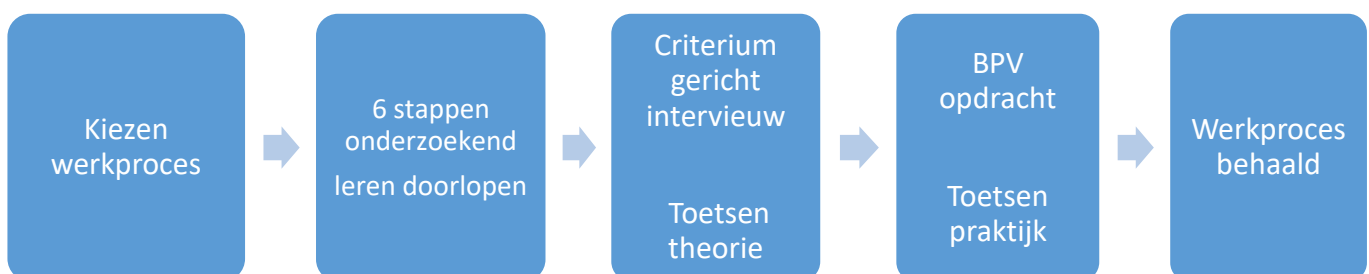 Kiezen
werkproces
6 stappen
onderzoekend
leren doorlopen
Criterium
gericht
intervieuw
Toetsen
theorie
BPV
opdracht
Toetsen
praktijk
Werkproces
behaald